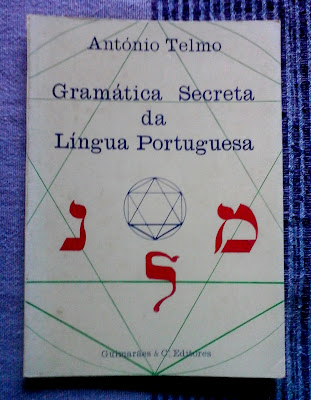 António Telmo
Gramática Secreta
da
Língua Portuguesa
נ מ
ל
Guimarães & C.ª Editores